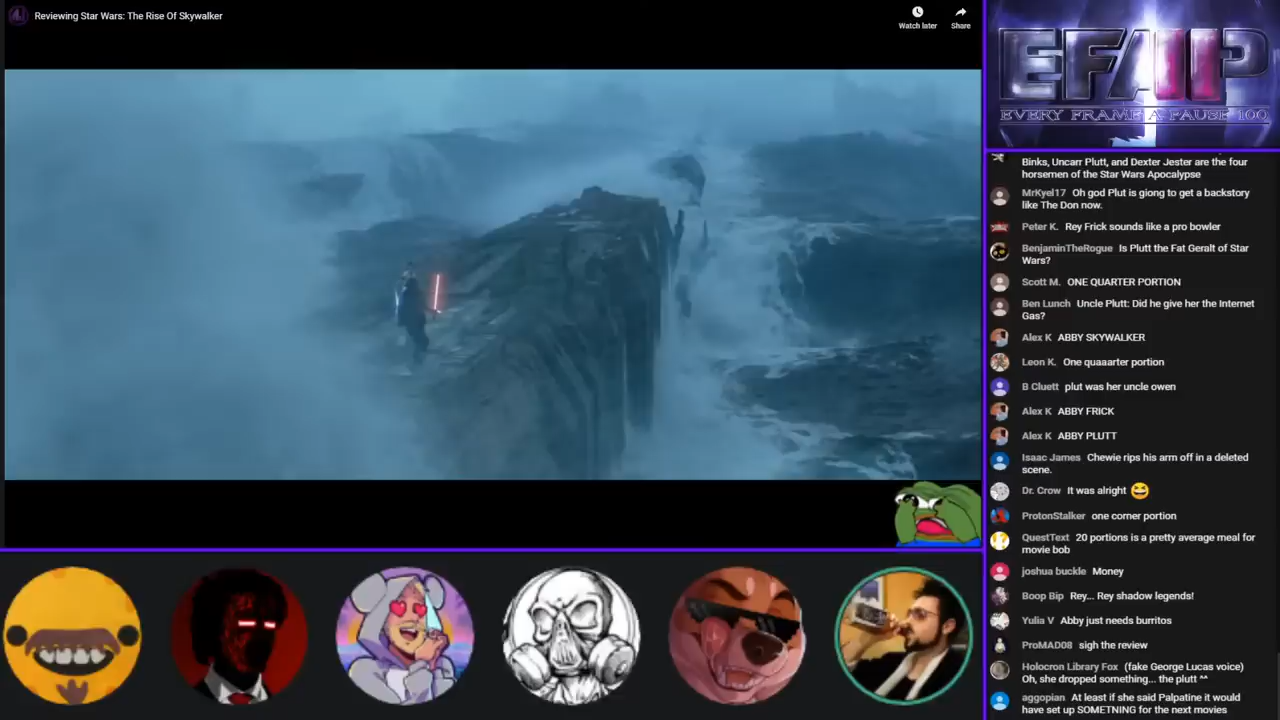 Reviewing Star Wars: The Rise Of Skywalker
Watch later
Share
EFAP
EVERY FRAME A PAUSE 100
Binks, Uncarr Plutt, and Dexter Jester are the four
horsemen of the Star Wars Apocalypse
MrKyel17 Oh god Plut is giong to get a backstory
like The Don now.
Peter K. Rey Frick sounds like a pro bowler
BenjaminTheRogue Is Plutt the Fat Geralt of Star
Wars?
Scott M. ONE QUARTER PORTION
Ben Lunch Uncle Plutt: Did he give her the Internet
Gas?
Alex K ABBY SKYWALKER
Leon K. One quaaarter portion
B Cluett plut was her uncle owen
Alex K ABBY FRICK
Alex K ABBY PLUTT
Isaac James Chewie rips his arm off in a deleted
scene.
Dr. Crow It was alright 😆
ProtonStalker one corner portion
QuestText 20 portions is a pretty average meal for
movie bob
joshua buckle Money
Boop Bip Rey... Rey shadow legends!
Yulia V Abby just needs burritos
ProMAD08 sigh the review
Holocron Library Fox (fake George Lucas voice)
Oh, she dropped something... the plutt ^^
aggopian At least if she said Palpatine it would
have set up SOMETHING for the next movies